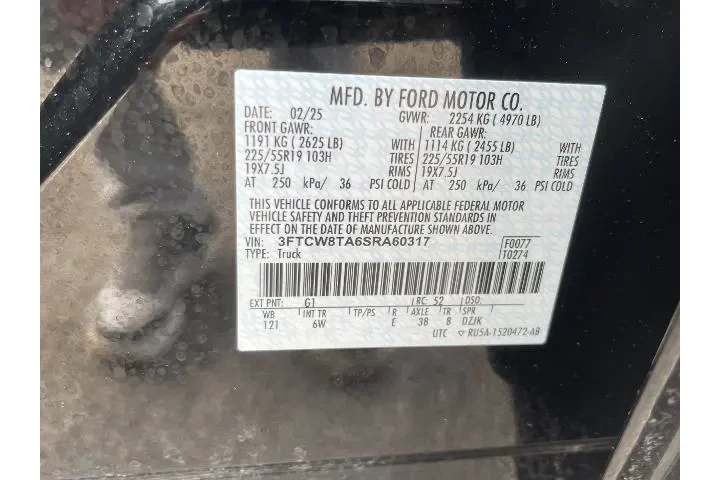 MFD. BY FORD MOTOR CO.
DATE: 02/25 GVWR: 2254 KG ( 4970 LB)
FRONT GAWR: REAR GAWR:
1191 KG ( 2625 LB) WITH 1114 KG ( 2455 LB) WITH
225/55R19 103H TIRES 225/55R19 103H TIRES
19X7.5J RIMS 19X7.5J RIMS
AT 250 kPa/ 36 PSI COLD AT 250 kPa/ 36 PSI COLD
THIS VEHICLE CONFORMS TO ALL APPLICABLE FEDERAL MOTOR
VEHICLE SAFETY AND THEFT PREVENTION STANDARDS IN
EFFECT ON THE DATE OF MANUFACTURE SHOWN ABOVE.
VIN: 3FTCW8TA6SRA60317 F0077
TYPE: Truck T0274
EXT PNT: G1 RC: 52 DSO:
WB INT TR TP/PS R AXLE TR SPR
121 6W E 38 8 DZJK
UTC RU5A-1520472-AB